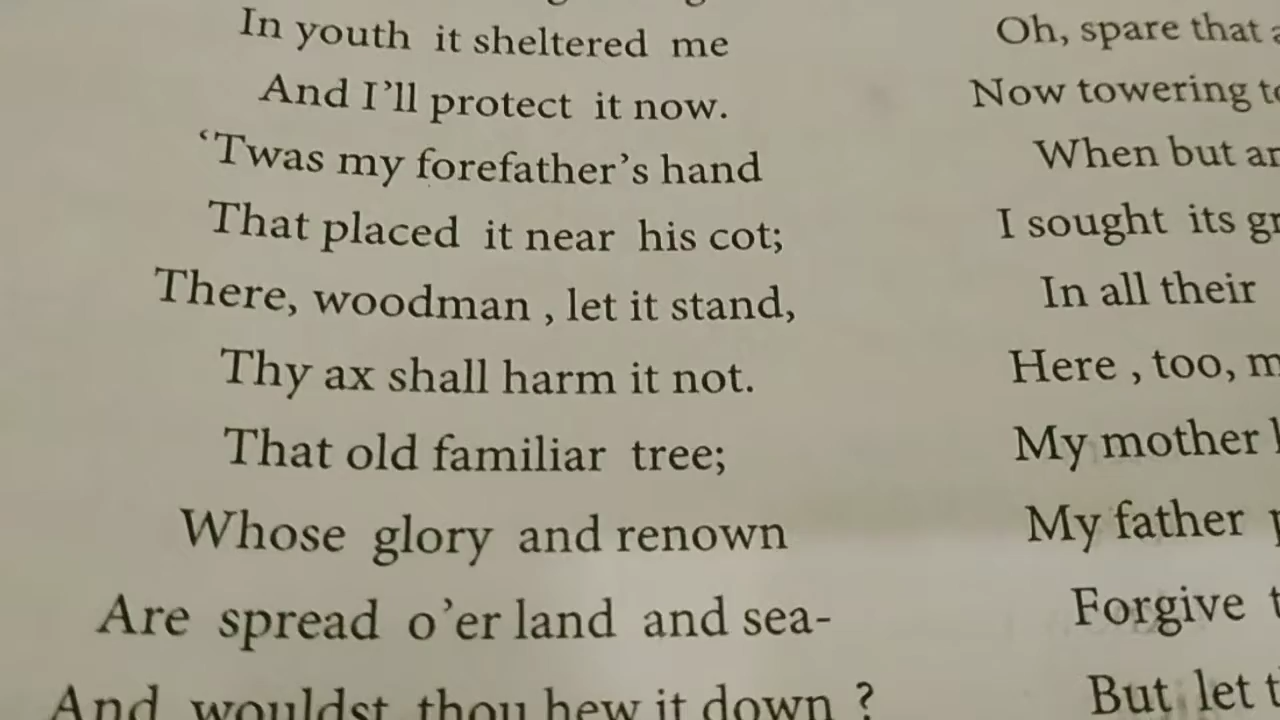 In youth it sheltered me
And I'll protect it now.
‘Twas my forefather’s hand
That placed it near his cot;
There, woodman , let it stand,
Thy ax shall harm it not.
That old familiar tree;
Whose glory and renown
Are spread o’er land and sea-
And wouldst thou hew it down ?
Oh, spare that
Now towering
When but
I sought its
In all their
Here , too,
My mother
My father
Forgive
But let